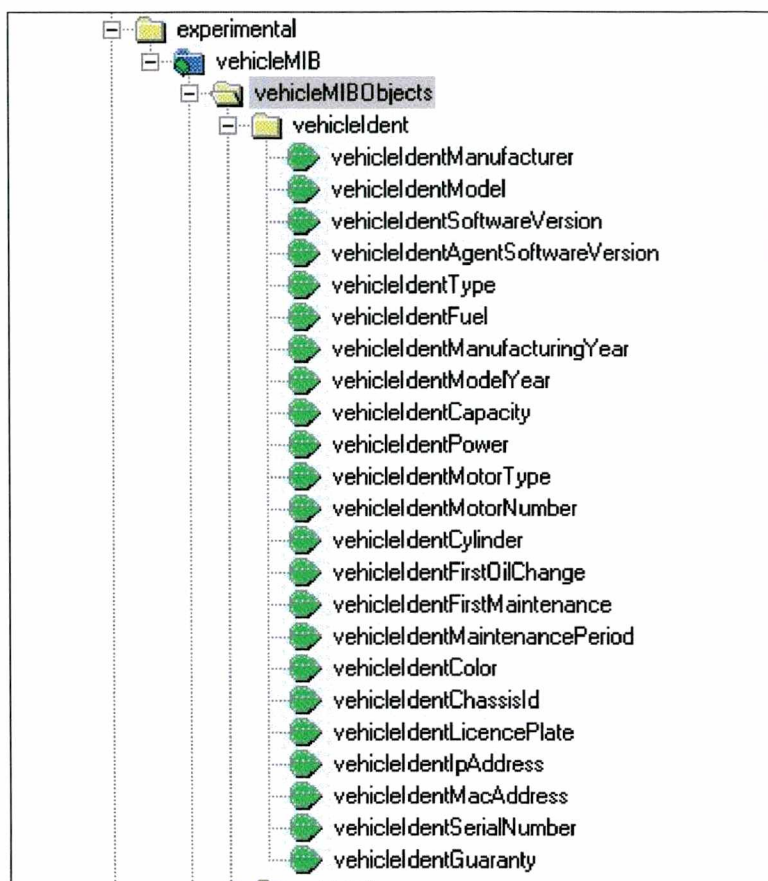 experimental
vehicleMIB
vehicleMIBObjects
vehicleIdent
vehicleIdentManufacturer
vehicleIdentModel
vehicleIdentSoftwareVersion
vehicleIdentAgentSoftwareVersion
vehicleIdentType
vehicleIdentFuel
vehicleIdentManufacturingYear
vehicleIdentModelYear
vehicleIdentCapacity
vehicleIdentPower
vehicleIdentMotorType
vehicleIdentMotorNumber
vehicleIdentCylinder
vehicleIdentFirstOilChange
vehicleIdentFirstMaintenance
vehicleIdentMaintenancePeriod
vehicleIdentColor
vehicleIdentChassisId
vehicleIdentLicencePlate
vehicleIdentIpAddress
vehicleIdentMacAddress
vehicleIdentSerialNumber
vehicleIdentGuaranty